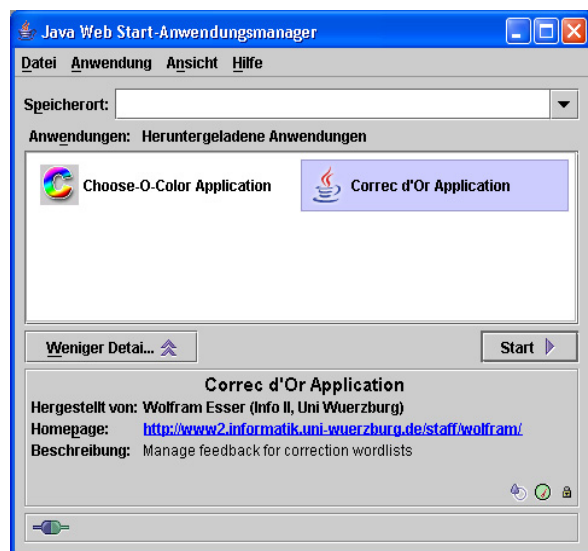 Java Web Start-Anwendungsmanager
Datei Anwendung Ansicht Hilfe
Speicherort:
Anwendungen: Heruntergeladene Anwendungen
Choose-O-Color Application Correc d'Or Application
Weniger Detai... Start
Correc d'Or Application
Hergestellt von: Wolfram Esser (Info II, Uni Wuerzburg)
Homepage: http://www2.informatik.uni-wuerzburg.de/staff/wolfram/
Beschreibung: Manage feedback for correction wordlists